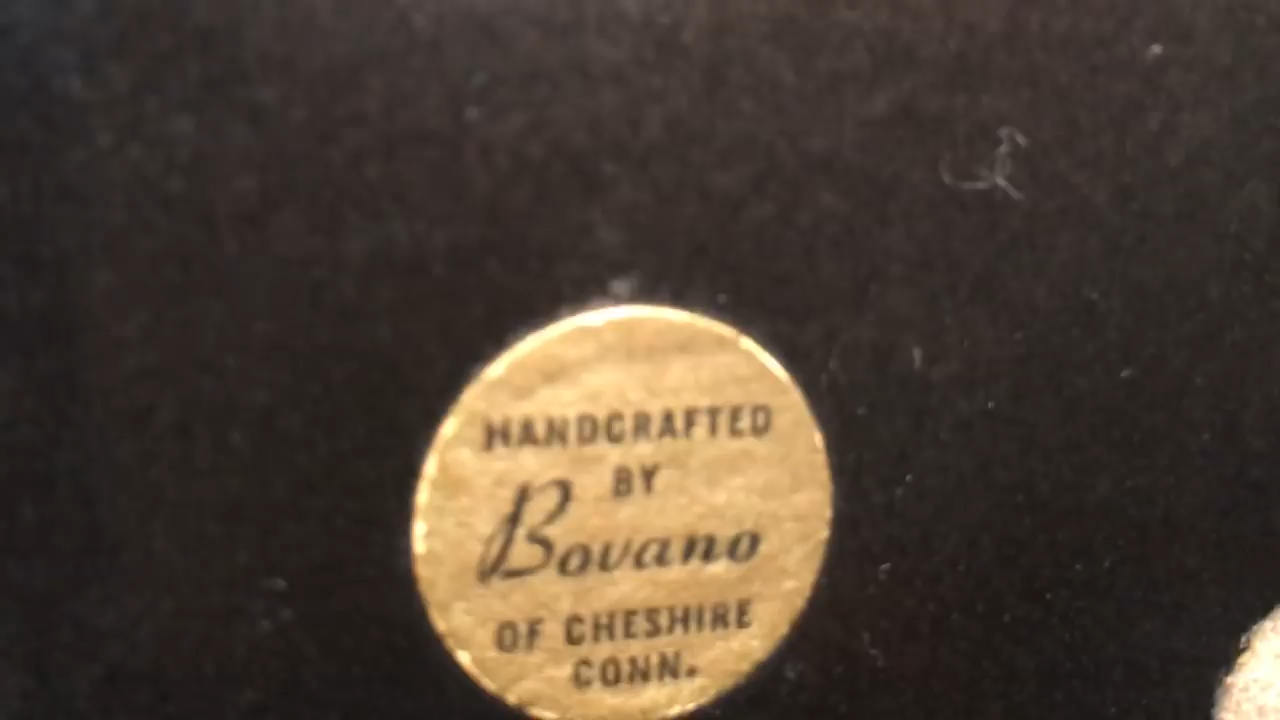 HANDCRAFTED
BY
Bovano
OF CHESHIRE
CONN.